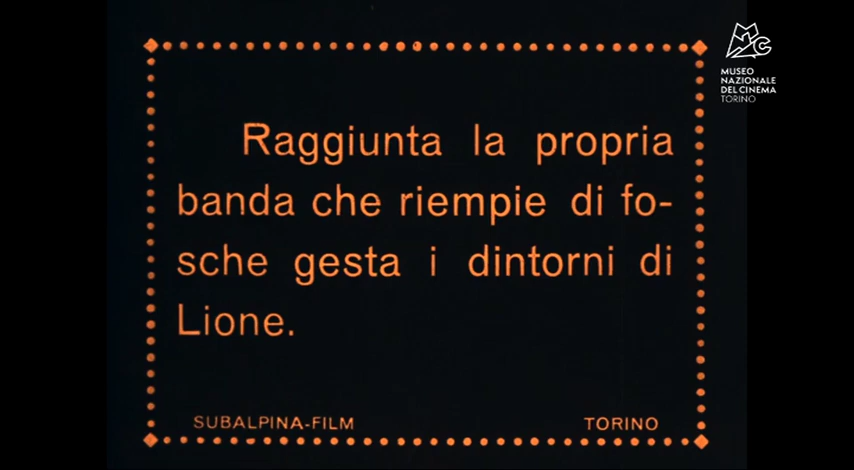 MUSEO
NAZIONALE
DEL CINEMA
TORINO
Raggiunta la propria
banda che riempie di fo-
sche gesta i dintorni di
Lione.
SUBALPINA-FILM TORINO